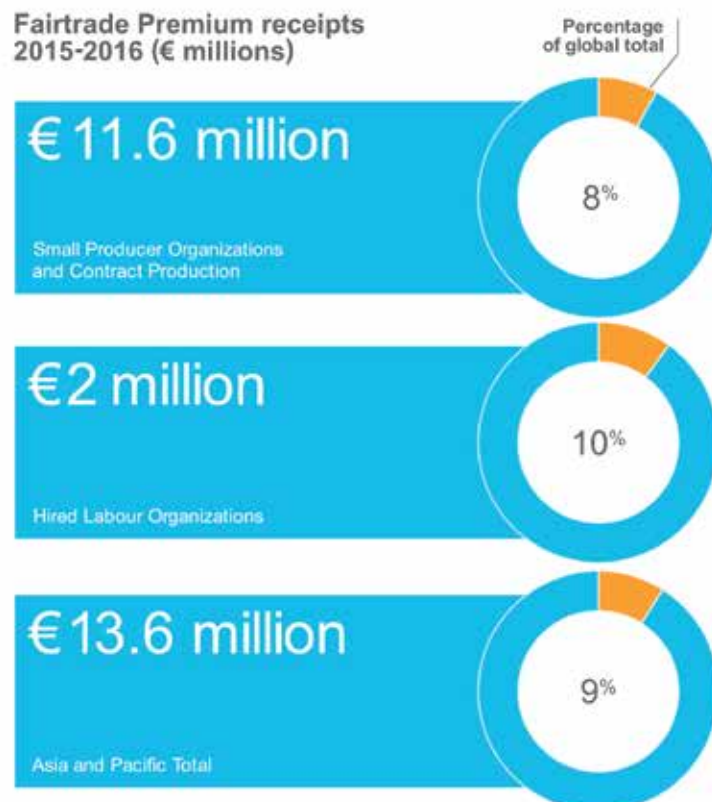 Fairtrade Premium receipts
2015-2016 (€ millions)
Percentage
of global total
€ 11.6 million
Small Producer Organizations
and Contract Production
8%
€2 million
Hired Labour Organizations
10%
€13.6 million
Asia and Pacific Total
9%